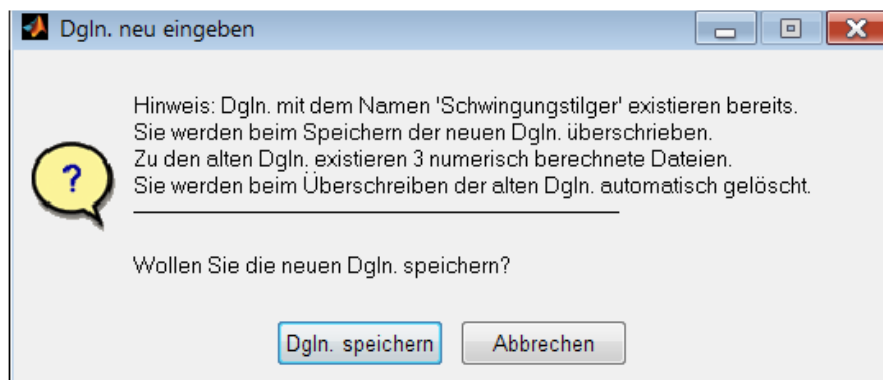 Dgln. neu eingeben
Hinweis: Dgln. mit dem Namen 'Schwingungstilger' existieren bereits.
Sie werden beim Speichern der neuen Dgln. überschrieben.
Zu den alten Dgln. existieren 3 numerisch berechnete Dateien.
Sie werden beim Überschreiben der alten Dgln. automatisch gelöscht.
Wollen Sie die neuen Dgln. speichern?
Dgln. speichern Abbrechen